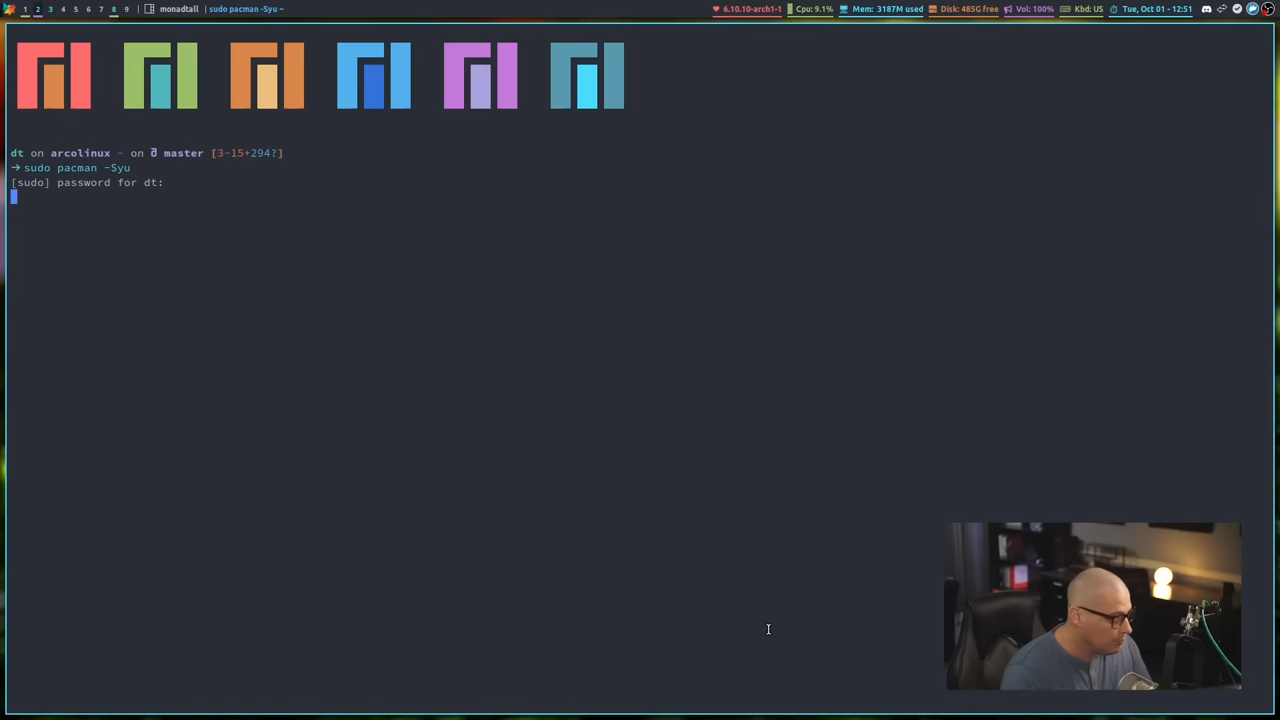 1 2 3 4 5 6 7 8 9 monadtall | sudo pacman -Syu ~ 6.10.10-arch1-1 Cpu: 9.1% Mem: 3187M used Disk: 485G free Vol: 100% Kbd: US Tue, Oct 01 - 12:51
dt on arcolinux ~ on ð master [3-15+294?]
→ sudo pacman -Syu
[sudo] password for dt: